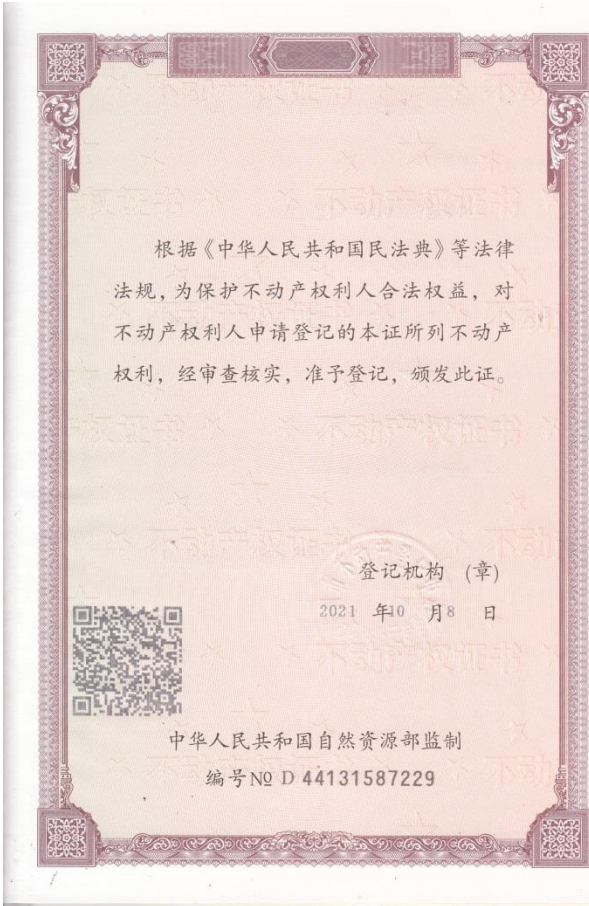 根据《中华人民共和国民法典》等法律
法规，为保护不动产权利人合法权益，对
不动产权利人申请登记的本证所列不动产
权利，经审查核实，准予登记，颁发此证。
登记机构 (章)
2021 年10 月8 日
中华人民共和国自然资源部监制
编号№ D 44131587229